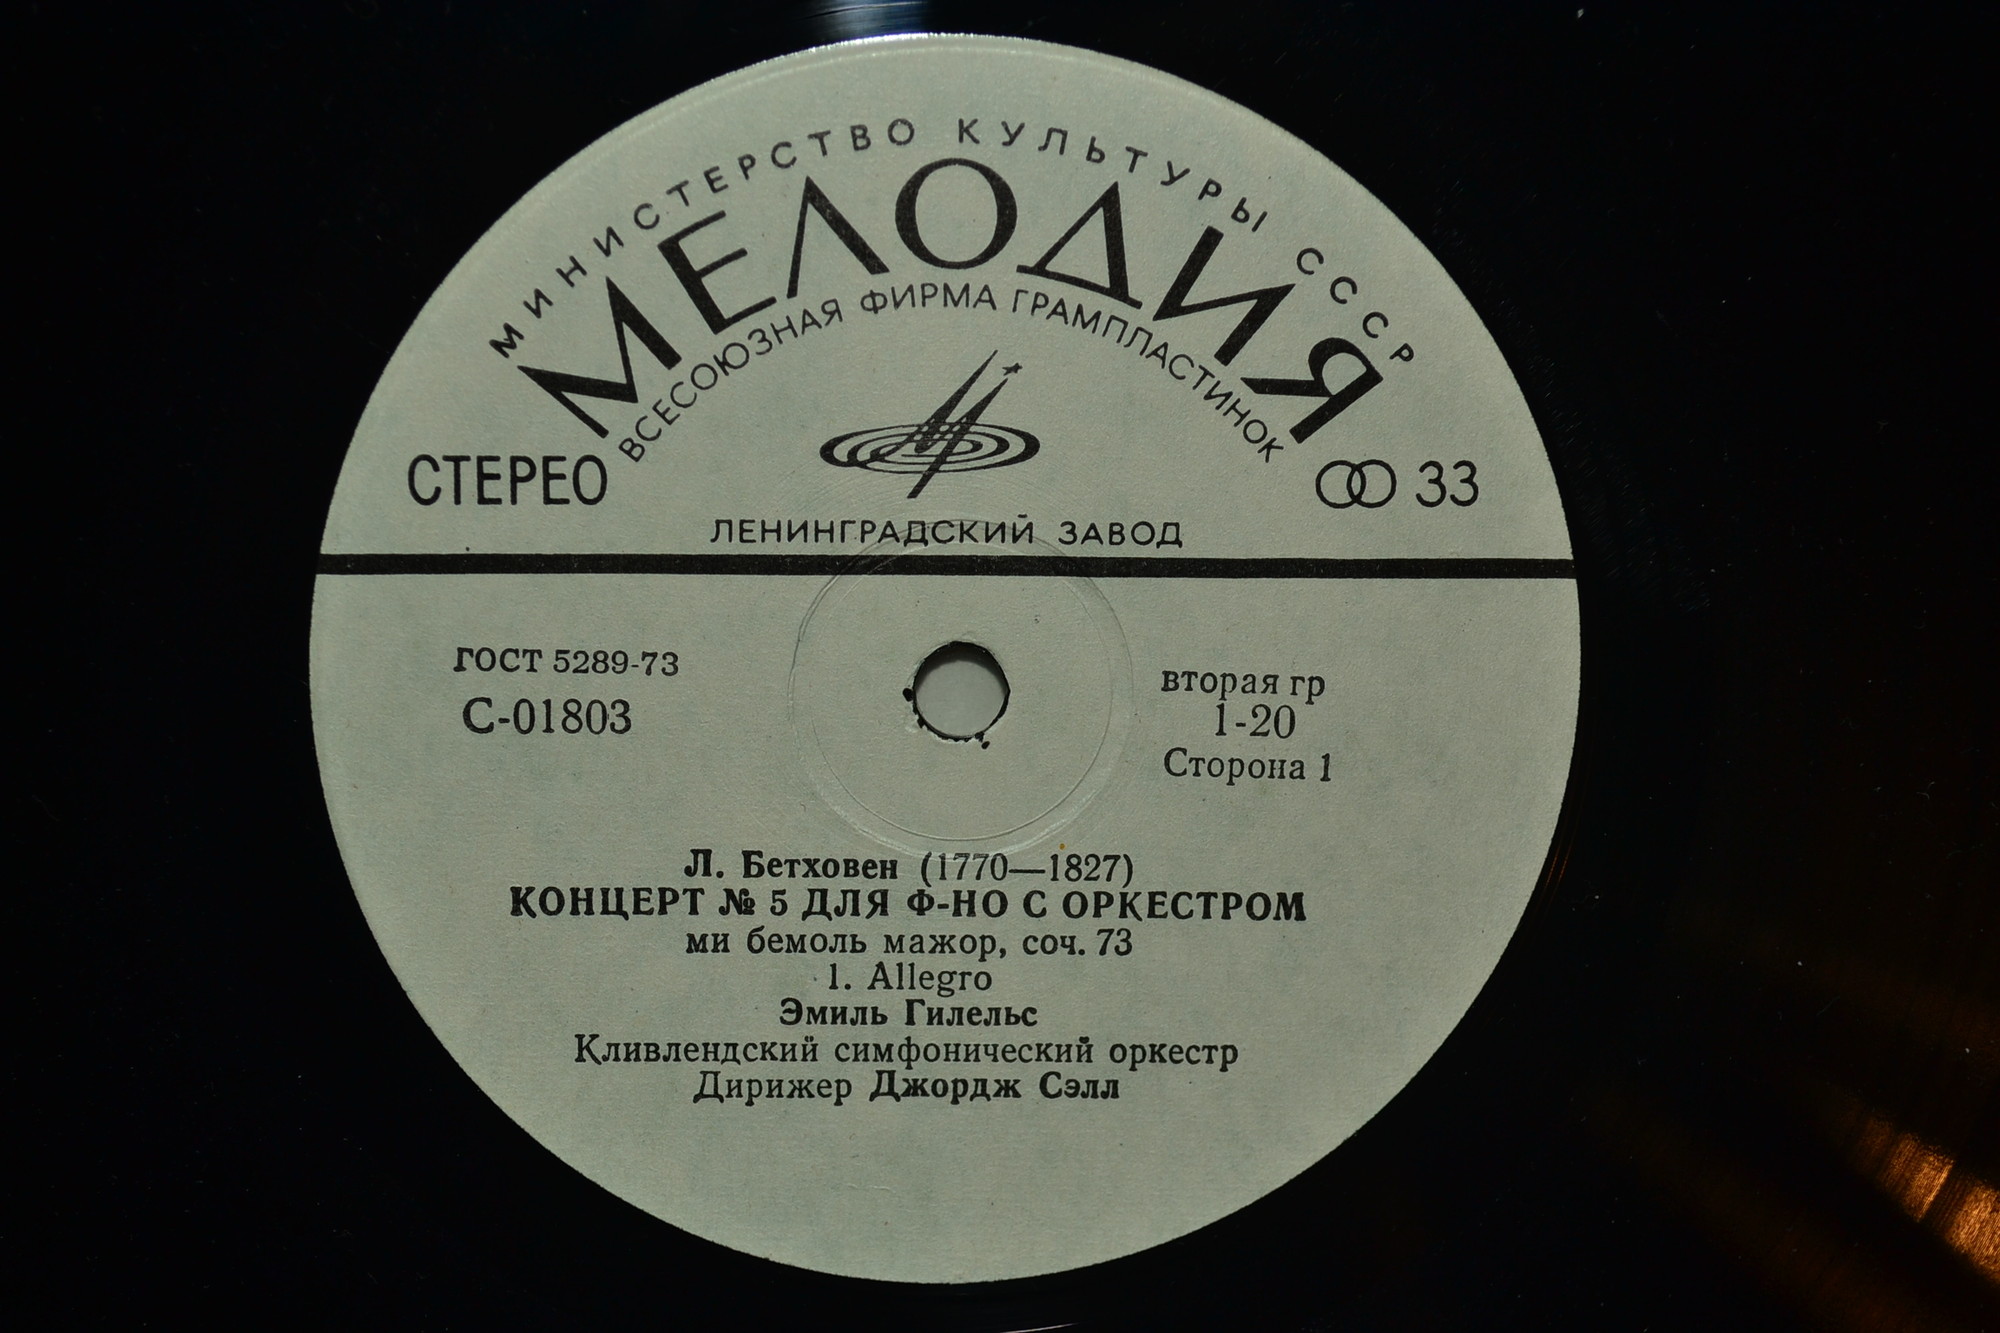 МИНИСТЕРСТВО КУЛЬТУРЫ СССР
МЕЛОДИЯ
ВСЕСОЮЗНАЯ ФИРМА ГРАМПЛАСТИНОК
СТЕРЕО
33
ЛЕНИНГРАДСКИЙ ЗАВОД
ГОСТ 5289-73
С-01803
вторая гр
1-20
Сторона 1
Л. Бетховен (1770—1827)
КОНЦЕРТ № 5 ДЛЯ Ф-НО С ОРКЕСТРОМ
ми бемоль мажор, соч. 73
1. Allegro
Эмиль Гилельс
Кливлендский симфонический оркестр
Дирижер Джордж Сэлл